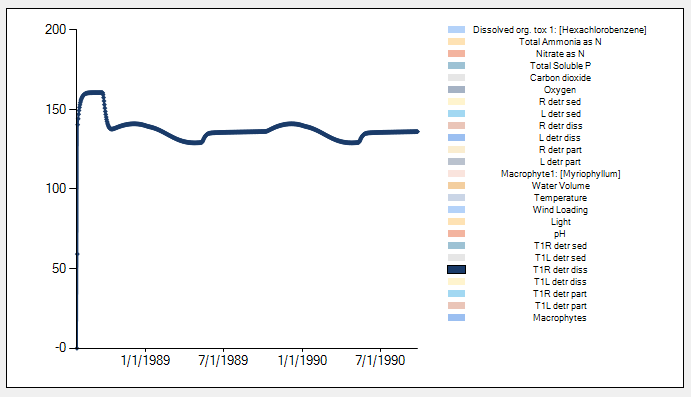 200
150
100
50
-0
1/1/1989
7/1/1989
1/1/1990
7/1/1990
Dissolved org. tox 1: [Hexachlorobenzene]
Total Ammonia as N
Nitrate as N
Total Soluble P
Carbon dioxide
Oxygen
R detr sed
L detr sed
R detr diss
L detr diss
R detr part
L detr part
Macrophyte1: [Myriophyllum]
Water Volume
Temperature
Wind Loading
Light
pH
T1R detr sed
T1L detr sed
T1R detr diss
T1L detr diss
T1R detr part
T1L detr part
Macrophytes